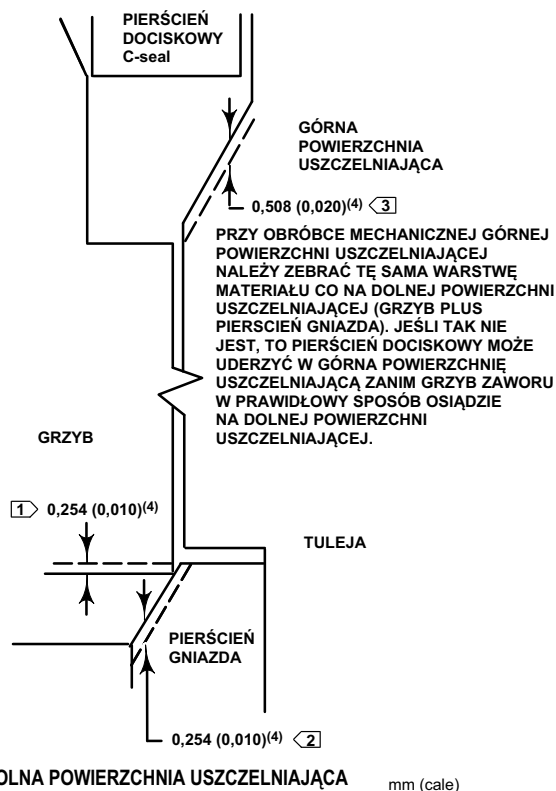 PIERŚCIEŃ
DOCISKOWY
C-seal
GÓRNA
POWIERZCHNIA
USZCZELNIAJĄCA
0,508 (0,020)(4) 3
PRZY OBRÓBCE MECHANICZNEJ GÓRNEJ
POWIERZCHNI USZCZELNIAJĄCEJ
NALEŻY ZEBRAĆ TĘ SAMA WARSTWĘ
MATERIAŁU CO NA DOLNEJ POWIERZCHNI
USZCZELNIAJĄCEJ (GRZYB PLUS
PIERSCIEŃ GNIAZDA). JEŚLI TAK NIE
JEST, TO PIERŚCIEŃ DOCISKOWY MOŻE
UDERZYĆ W GÓRNA POWIERZCHNIĘ
USZCZELNIAJĄCĄ ZANIM GRZYB ZAWORU
W PRAWIDŁOWY SPOSÓB OSIĄDZIE
NA DOLNEJ POWIERZCHNI
USZCZELNIAJĄCEJ.
GRZYB
1 0,254 (0,010)(4)
TULEJA
PIERŚCIEŃ
GNIAZDA
0,254 (0,010)(4) 2
OLNA POWIERZCHNIA USZCZELNIAJĄCA
mm (cale)